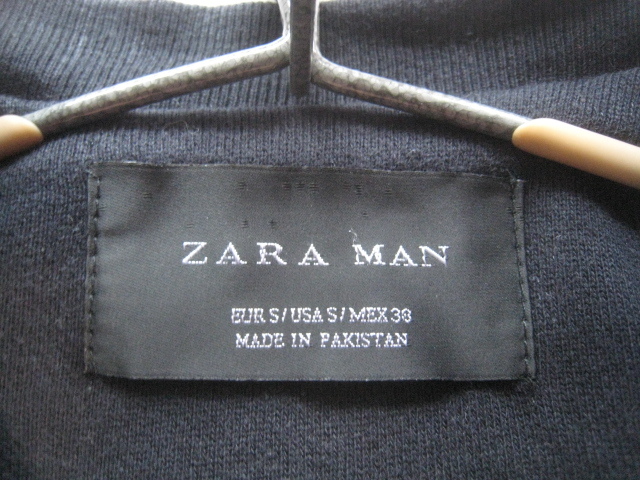 ZARA MAN
EUR S / USA S / MEX 38
MADE IN PAKISTAN